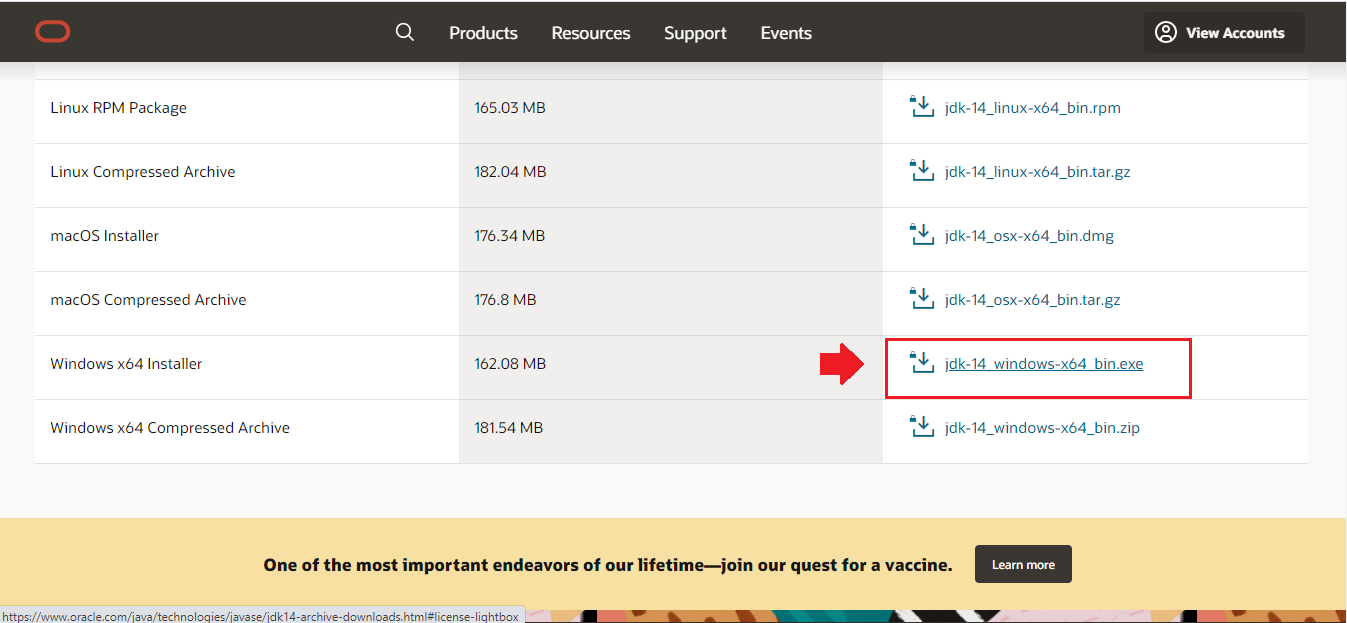 Products Resources Support Events View Accounts
Linux RPM Package 165.03 MB jdk-14_linux-x64_bin.rpm
Linux Compressed Archive 182.04 MB jdk-14_linux-x64_bin.tar.gz
macOS Installer 176.34 MB jdk-14_osx-x64_bin.dmg
macOS Compressed Archive 176.8 MB jdk-14_osx-x64_bin.tar.gz
Windows x64 Installer 162.08 MB jdk-14_windows-x64_bin.exe
Windows x64 Compressed Archive 181.54 MB jdk-14_windows-x64_bin.zip
One of the most important endeavors of our lifetime—join our quest for a vaccine. Learn more
https://www.oracle.com/java/technologies/javase/jdk14-archive-downloads.html#license-lightbox